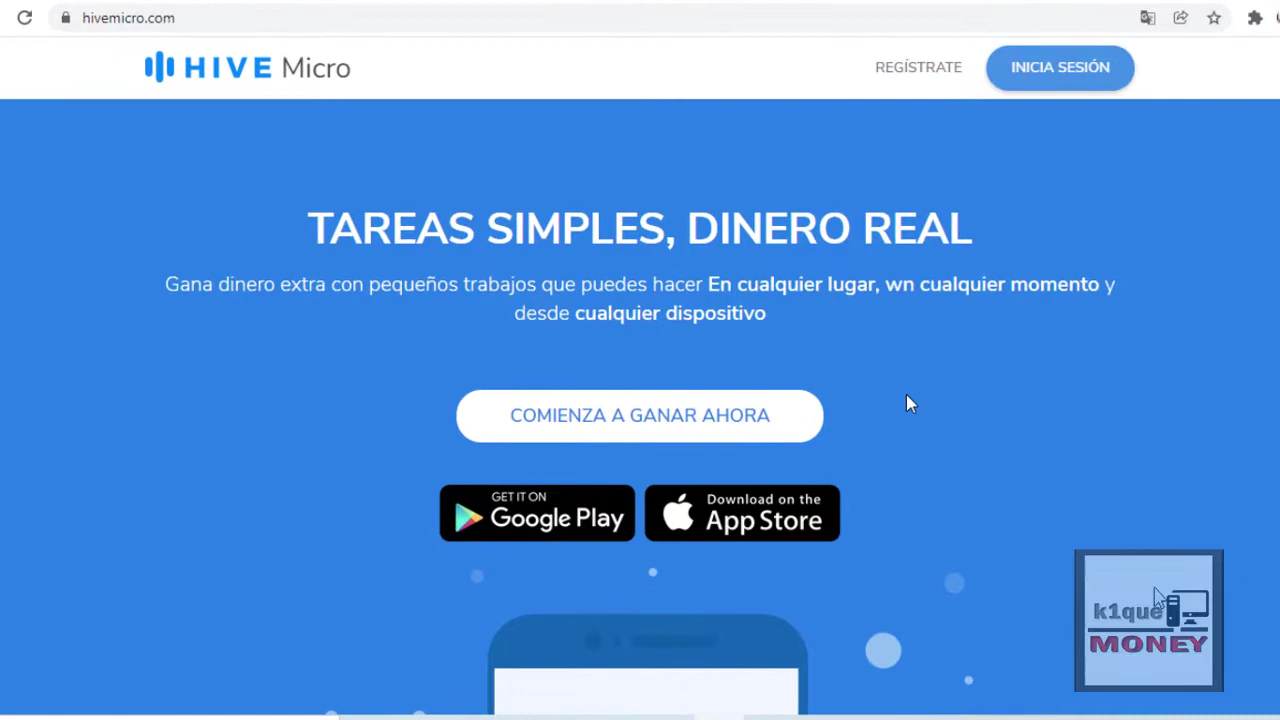 hivemicro.com
HIVE Micro
REGÍSTRATE
INICIA SESIÓN
TAREAS SIMPLES, DINERO REAL
Gana dinero extra con pequeños trabajos que puedes hacer En cualquier lugar, wn cualquier momento y
desde cualquier dispositivo
COMIENZA A GANAR AHORA
GET IT ON
Google Play
Download on the
App Store
k1que
MONEY